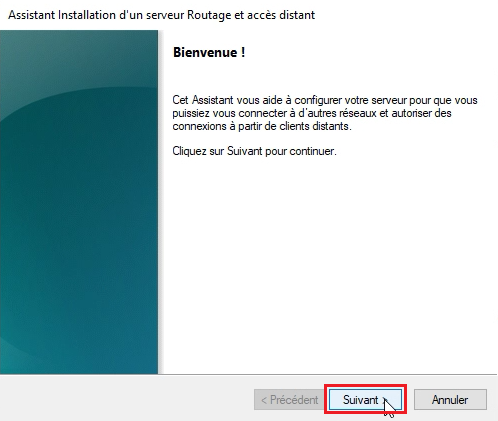 Assistant Installation d'un serveur Routage et accès distant
Bienvenue !
Cet Assistant vous aide à configurer votre serveur pour que vous
puissiez vous connecter à d'autres réseaux et autoriser des
connexions à partir de clients distants.
Cliquez sur Suivant pour continuer.
< Précédent
Suivant >
Annuler